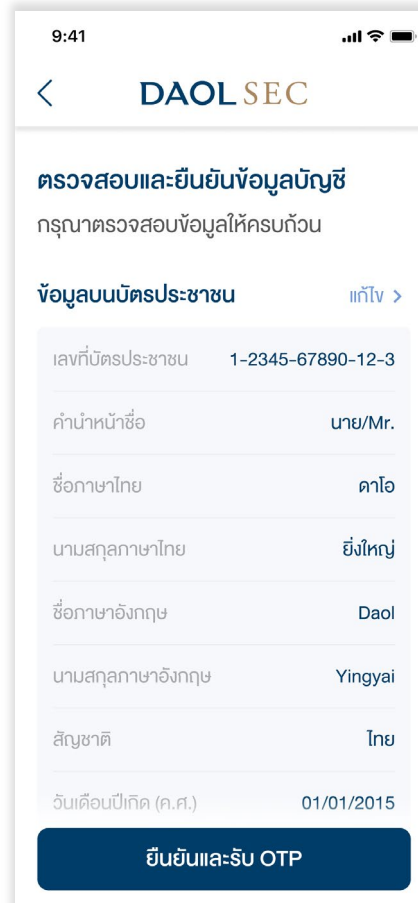 9:41
DAOL SEC
ตรวจสอบและยืนยันข้อมูลบัญชี
กรุณาตรวจสอบข้อมูลให้ครบถ้วน
ข้อมูลบนบัตรประชาชน แก้ไข >
เลขที่บัตรประชาชน 1-2345-67890-12-3
คำนำหน้าชื่อ นาย/Mr.
ชื่อภาษาไทย ดาโอ
นามสกุลภาษาไทย ยิ่งใหญ่
ชื่อภาษาอังกฤษ Daol
นามสกุลภาษาอังกฤษ Yingyai
สัญชาติ ไทย
วันเดือนปีเกิด (ค.ศ.) 01/01/2015
ยืนยันและรับ OTP